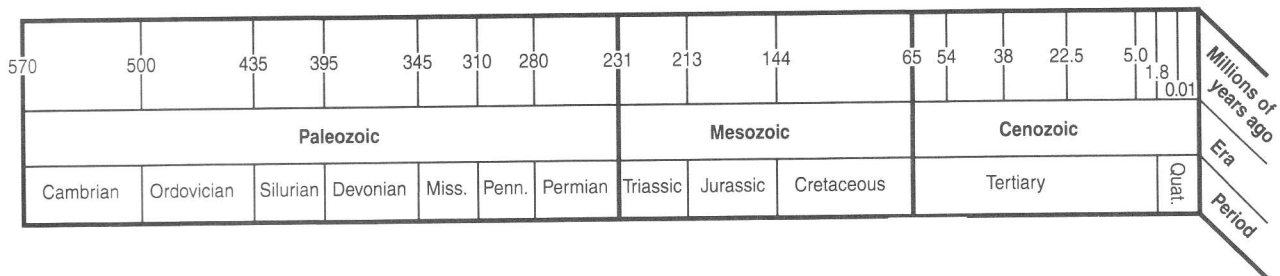 570 500 435 395 345 310 280 231 213 144 65 54 38 22.5 5.0 1.8 0.01 Millions of years ago
Paleozoic Mesozoic Cenozoic Era
Cambrian Ordovician Silurian Devonian Miss. Penn. Permian Triassic Jurassic Cretaceous Tertiary Quat. Period